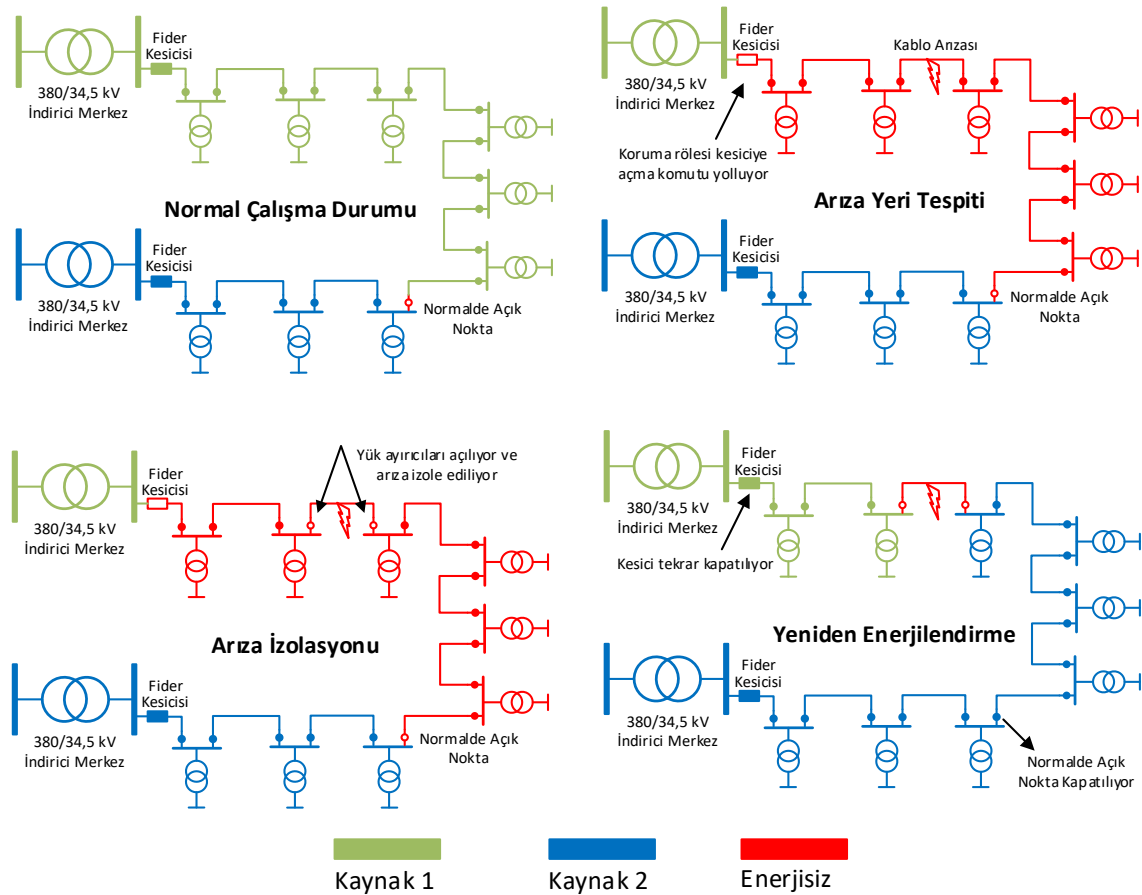 Fider
Kesicisi
380/34,5 kV
İndirici Merkez
Normal Çalışma Durumu
Fider
Kesicisi
380/34,5 kV
İndirici Merkez
Normalde Açık
Nokta
Fider
Kesicisi
Kablo Arızası
380/34,5 kV
İndirici Merkez
Koruma rölesi kesiciye
açma komutu yolluyor
Arıza Yeri Tespiti
Fider
Kesicisi
380/34,5 kV
İndirici Merkez
Normalde Açık
Nokta
Yük ayırıcıları açılıyor ve
arıza izole ediliyor
Fider
Kesicisi
380/34,5 kV
İndirici Merkez
Arıza İzolasyonu
Fider
Kesicisi
380/34,5 kV
İndirici Merkez
Normalde Açık
Nokta
Fider
Kesicisi
380/34,5 kV
İndirici Merkez
Kesici tekrar kapatılıyor
Yeniden Enerjilendirme
Fider
Kesicisi
380/34,5 kV
İndirici Merkez
Normalde Açık
Nokta Kapatılıyor
Kaynak 1
Kaynak 2
Enerjisiz